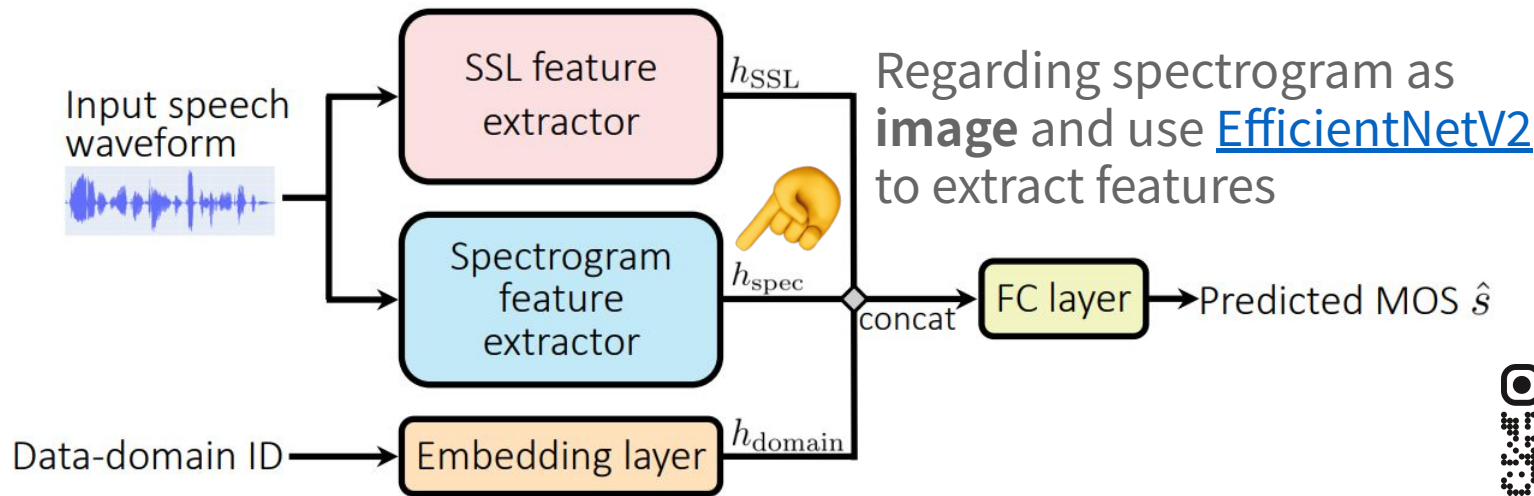 Input speech
waveform
SSL feature
extractor
h_SSL
Regarding spectrogram as
image and use EfficientNetV2
to extract features
Spectrogram
feature
extractor
h_spec
concat
FC layer
Predicted MOS ŝ
Data-domain ID
Embedding layer
h_domain